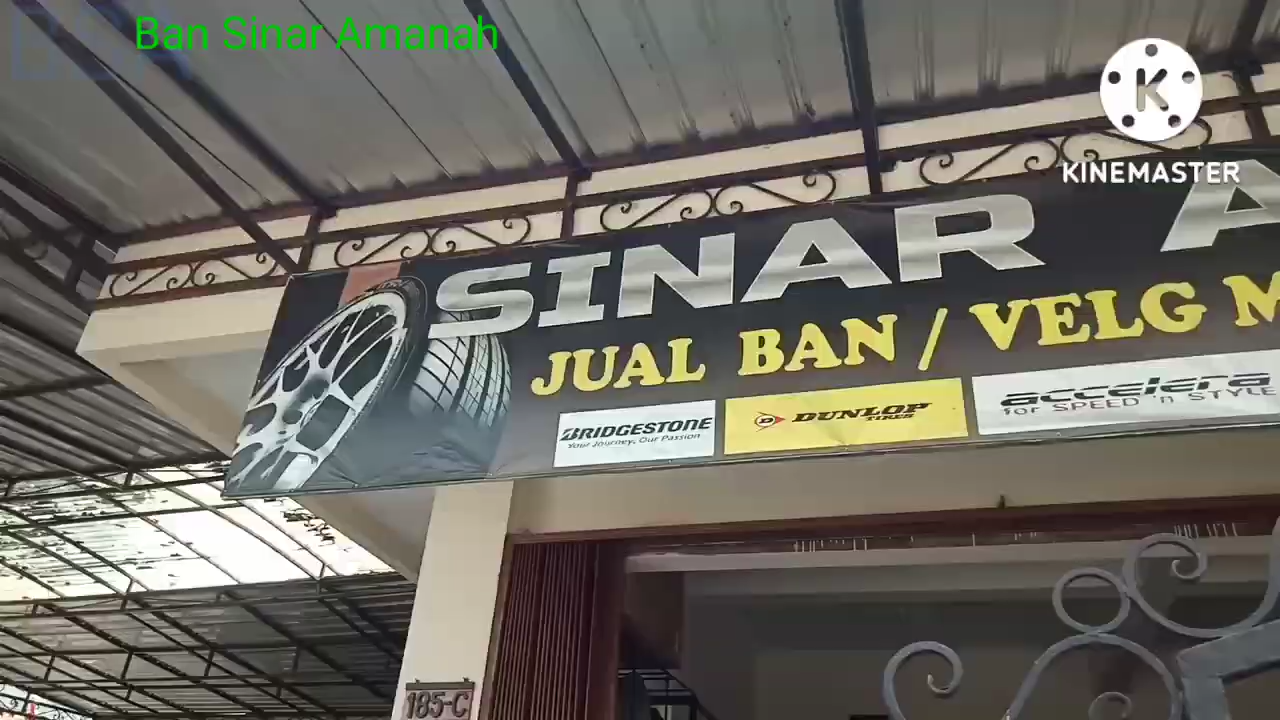 Ban Sinar Amanah
BSA
K
KINEMASTER
SINAR A
JUAL BAN / VELG M
BRIDGESTONE
Your Journey, Our Passion
DUNLOP
TIRES
accelera
for SPEED 'n STYLE
185-C